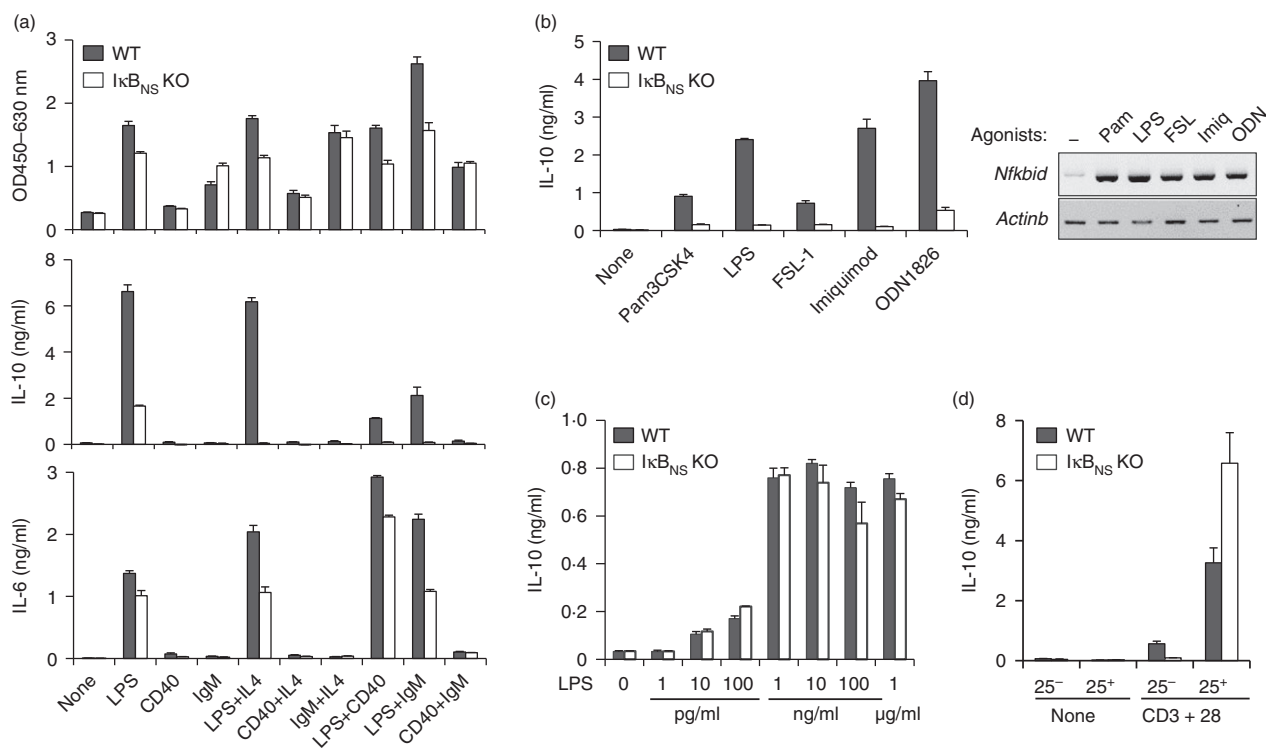 (a)
WT
IκBNS KO
OD450–630 nm
3
2
1
0
IL-10 (ng/ml)
8
6
4
2
0
IL-6 (ng/ml)
3
2
1
0
None
LPS
CD40
IgM
LPS+IL4
CD40+IL4
IgM+IL4
LPS+CD40
LPS+IgM
CD40+IgM
(b)
WT
IκBNS KO
IL-10 (ng/ml)
5
4
3
2
1
0
None
Pam3CSK4
LPS
FSL-1
Imiquimod
ODN1826
Agonists: – Pam LPS FSL Imiq ODN
Nfkbid
Actinb
(c)
WT
IκBNS KO
IL-10 (ng/ml)
1·0
0·8
0·6
0·4
0·2
0
LPS 0 1 10 100 1 10 100 1
pg/ml ng/ml μg/ml
(d)
WT
IκBNS KO
IL-10 (ng/ml)
8
6
4
2
0
25– 25+ 25– 25+
None CD3 + 28